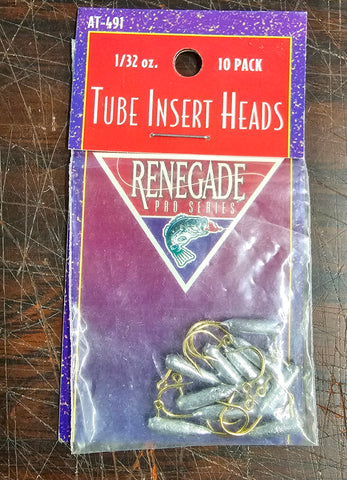 AT-491
1/32 oz. 10 PACK
TUBE INSERT HEADS
RENEGADE
PRO SERIES